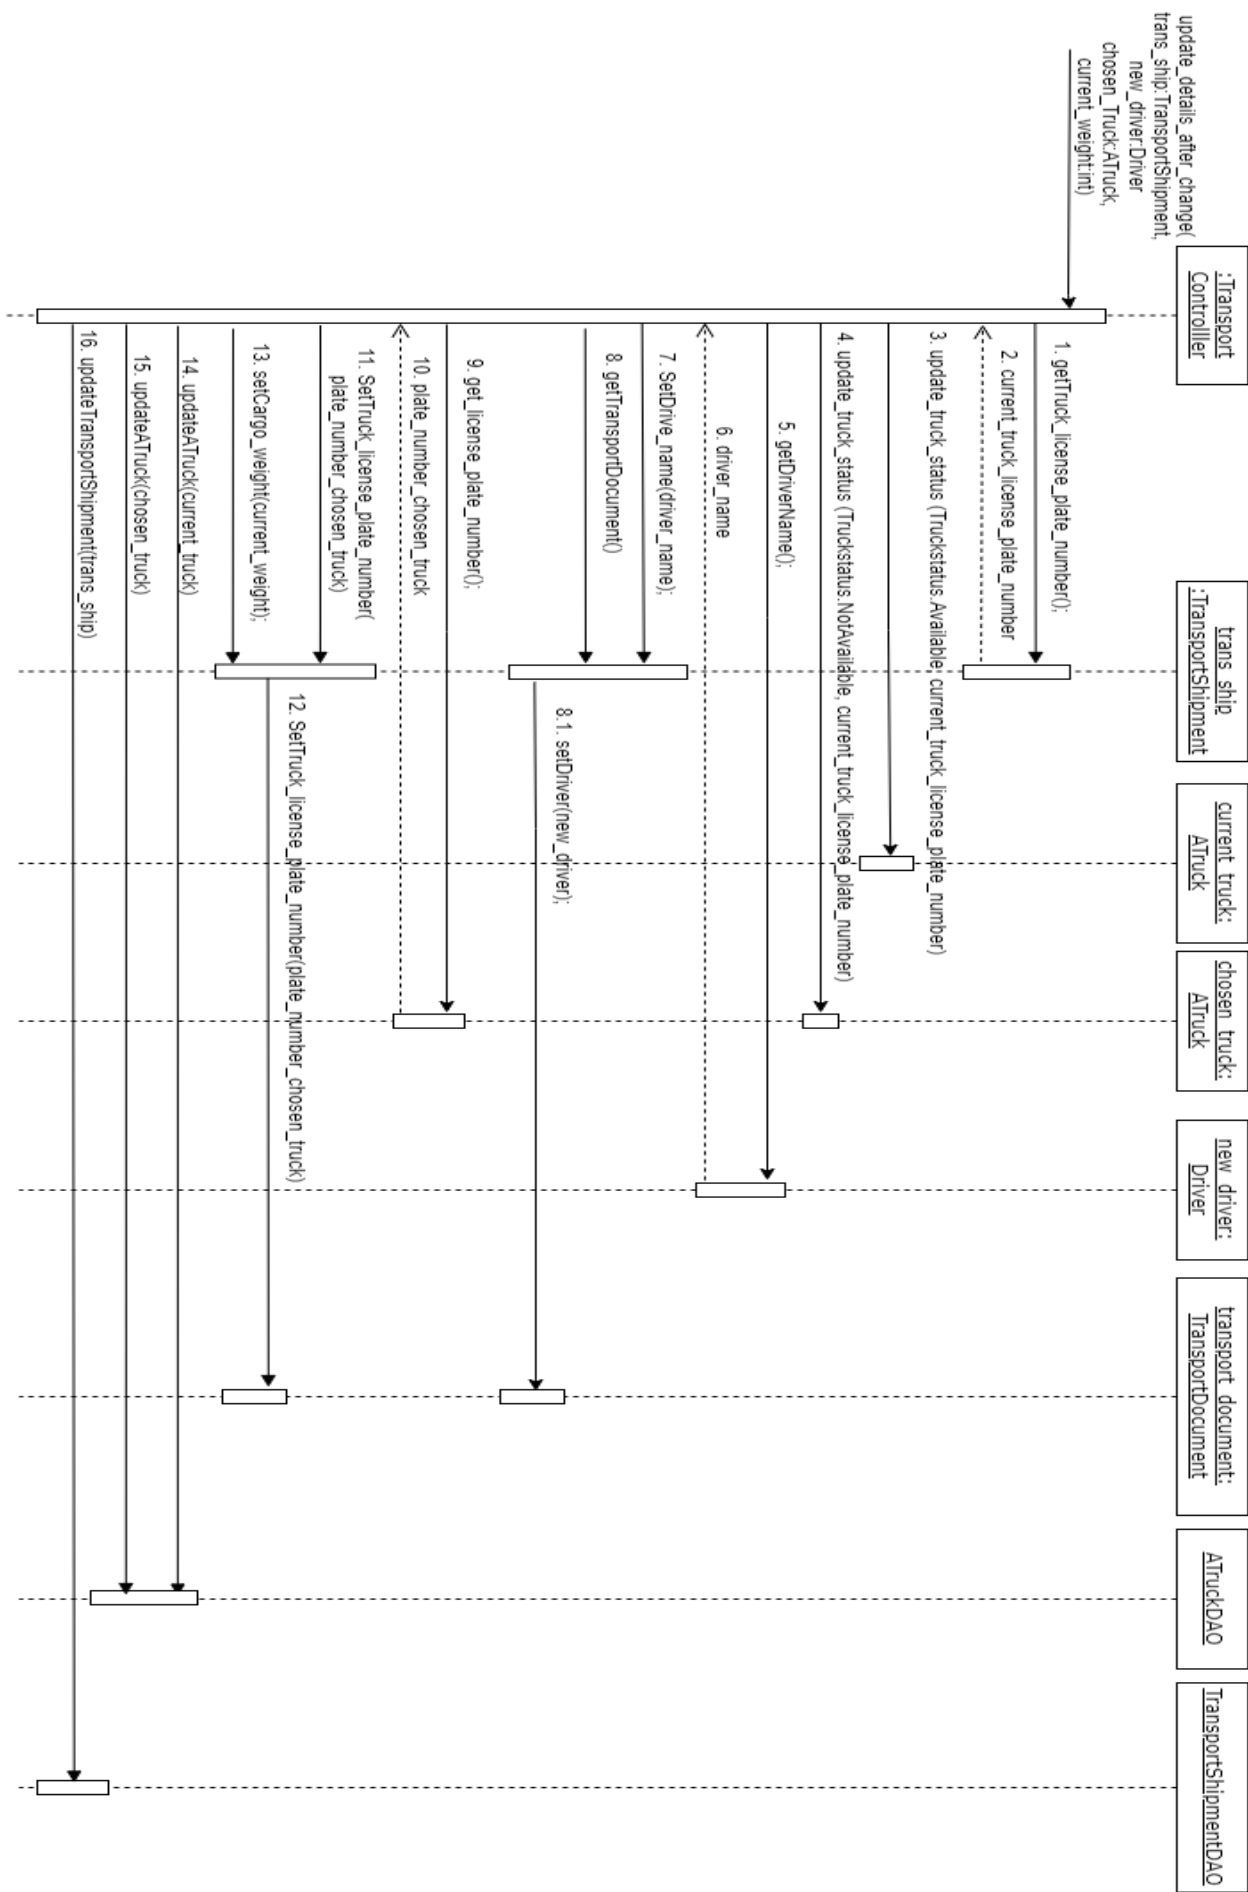 update_details_after_change(
trans_ship:TransportShipment,
new_driver:Driver
chosen_Truck:ATruck,
current_weight:int)
:Transport
Controlller
trans_ship
:TransportShipment
current_truck:
ATruck
chosen_truck:
ATruck
new_driver:
Driver
transport_document:
TransportDocument
ATruckDAO
TransportShipmentDAO
1. getTruck_license_plate_number();
2. current_truck_license_plate_number
3. update_truck_status (Truckstatus.Available, current_truck_license_plate_number)
4. update_truck_status (Truckstatus.NotAvailable, current_truck_license_plate_number)
5. getDriverName();
6. driver_name
7. SetDrive_name(driver_name);
8. getTransportDocument()
8.1. setDriver(new_driver);
9. get_license_plate_number();
10. plate_number_chosen_truck
11. SetTruck_license_plate_number(
plate_number_chosen_truck)
12. SetTruck_license_plate_number(plate_number_chosen_truck)
13. setCargo_weight(current_weight);
14. updateATruck(current_truck)
15. updateATruck(chosen_truck)
16. updateTransportShipment(trans_ship)